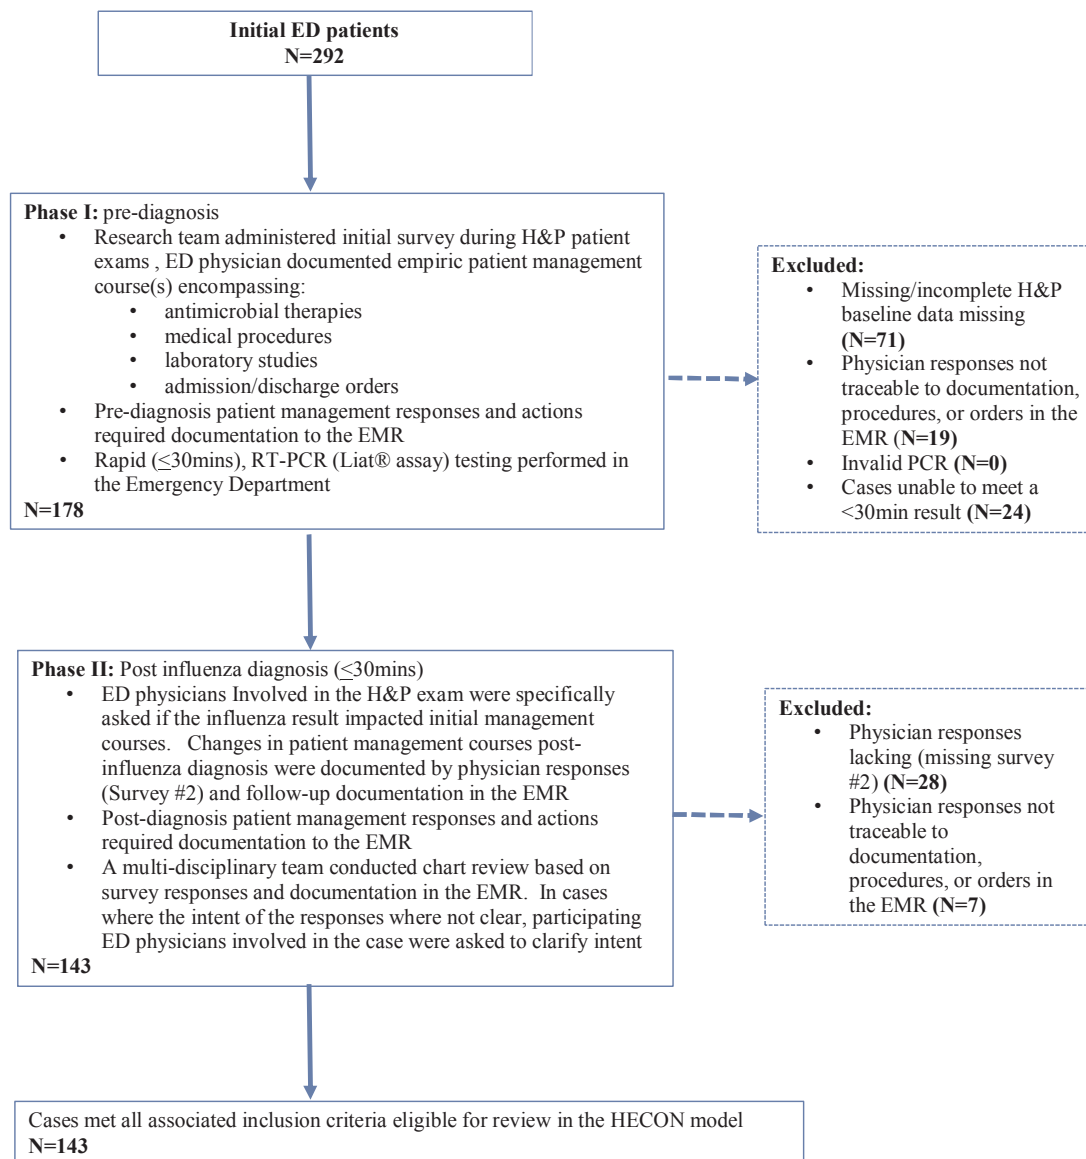 Initial ED patients
N=292
Phase I: pre-diagnosis
• Research team administered initial survey during H&P patient
exams , ED physician documented empiric patient management
course(s) encompassing:
• antimicrobial therapies
• medical procedures
• laboratory studies
• admission/discharge orders
• Pre-diagnosis patient management responses and actions
required documentation to the EMR
• Rapid (≤30mins), RT-PCR (Liat® assay) testing performed in
the Emergency Department
N=178
Excluded:
• Missing/incomplete H&P
baseline data missing
(N=71)
• Physician responses not
traceable to documentation,
procedures, or orders in the
EMR (N=19)
• Invalid PCR (N=0)
• Cases unable to meet a
<30min result (N=24)
Phase II: Post influenza diagnosis (≤30mins)
• ED physicians Involved in the H&P exam were specifically
asked if the influenza result impacted initial management
courses. Changes in patient management courses post-
influenza diagnosis were documented by physician responses
(Survey #2) and follow-up documentation in the EMR
• Post-diagnosis patient management responses and actions
required documentation to the EMR
• A multi-disciplinary team conducted chart review based on
survey responses and documentation in the EMR. In cases
where the intent of the responses where not clear, participating
ED physicians involved in the case were asked to clarify intent
N=143
Excluded:
• Physician responses
lacking (missing survey
#2) (N=28)
• Physician responses not
traceable to
documentation,
procedures, or orders in
the EMR (N=7)
Cases met all associated inclusion criteria eligible for review in the HECON model
N=143